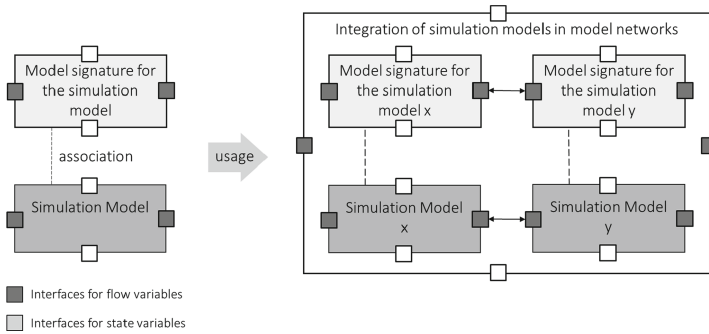 Integration of simulation models in model networks
Model signature for
the simulation
model
Model signature for
the simulation
model x
Model signature for
the simulation
model y
association
usage
Simulation Model
Simulation Model
x
Simulation Model
y
Interfaces for flow variables
Interfaces for state variables